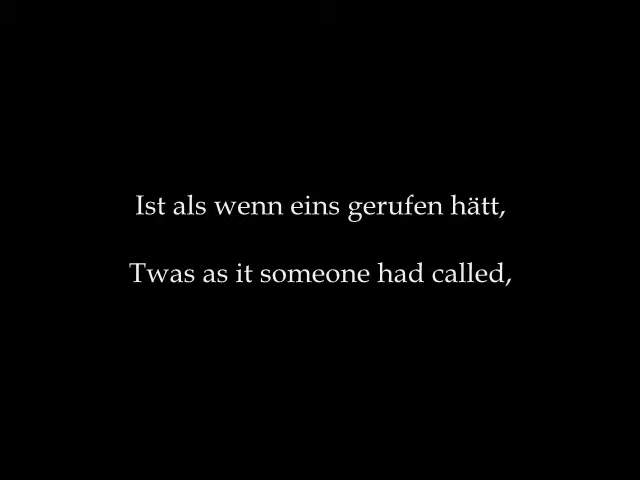 Ist als wenn eins gerufen hätt,
Twas as it someone had called,